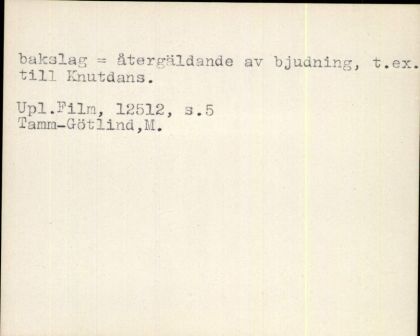 bakslag = återgäldande av bjudning, t.ex.
till Knutdans.
Upl.Film, 12512, s.5
Tamm-Götlind,M.